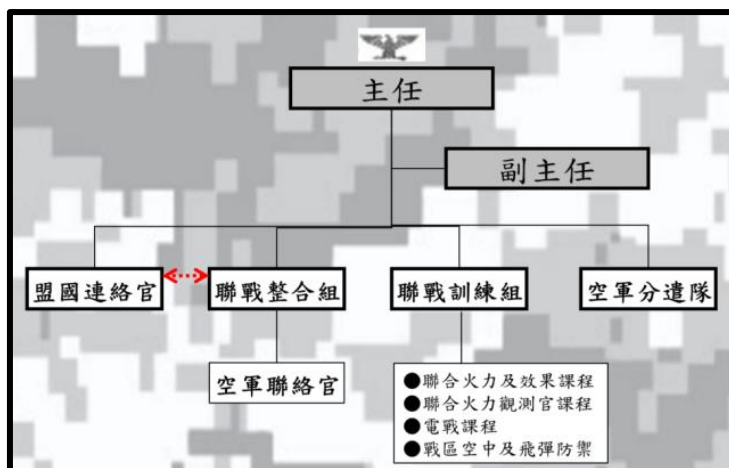 主任
副主任
盟國連絡官
聯戰整合組
聯戰訓練組
空軍分遣隊
空軍聯絡官
●聯合火力及效果課程
●聯合火力觀測官課程
●電戰課程
●戰區空中及飛彈防禦